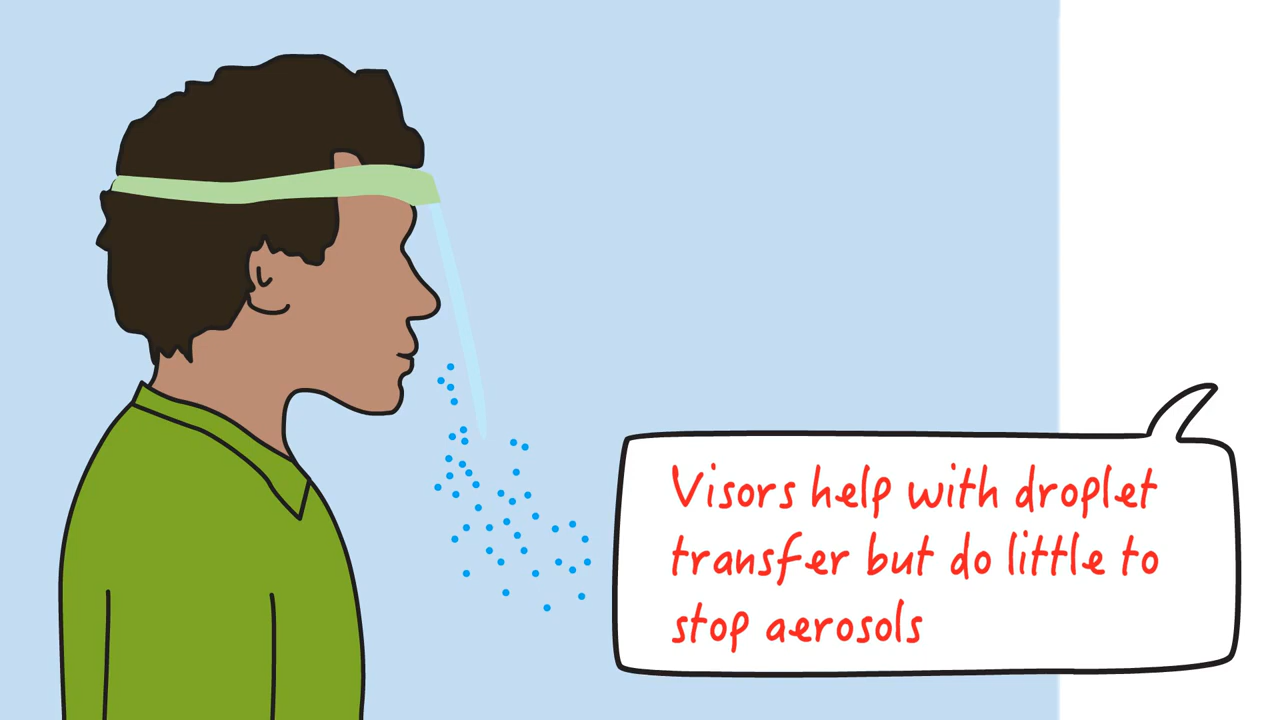 Visors help with droplet
transfer but do little to
stop aerosols